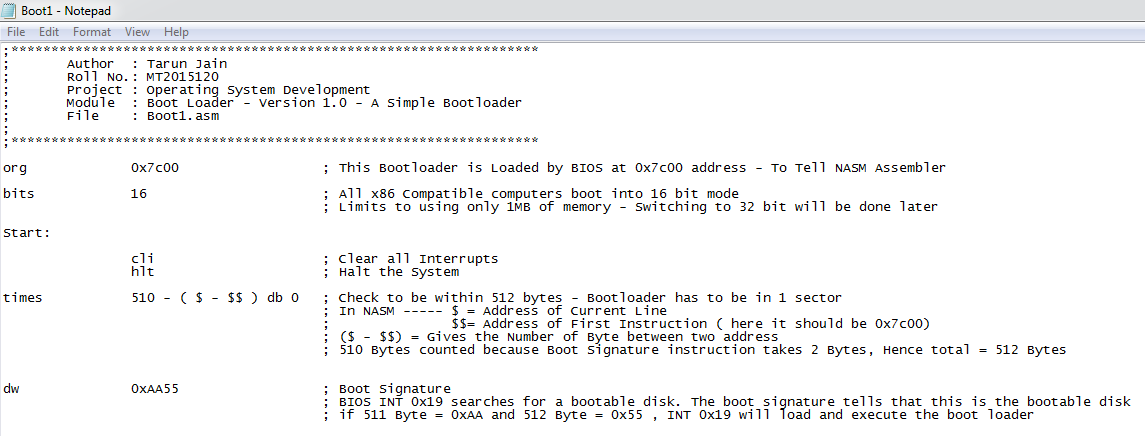 Boot1 - Notepad
File Edit Format View Help
;******************************************************************
; Author : Tarun Jain
; Roll No.: MT2015120
; Project : Operating System Development
; Module : Boot Loader - Version 1.0 - A Simple Bootloader
; File : Boot1.asm
;
;******************************************************************
org 0x7c00 ; This Bootloader is Loaded by BIOS at 0x7c00 address - To Tell NASM Assembler
bits 16 ; All x86 Compatible computers boot into 16 bit mode
; Limits to using only 1MB of memory - Switching to 32 bit will be done later
Start:
cli ; Clear all Interrupts
hlt ; Halt the System
times 510 - ( $ - $$ ) db 0 ; Check to be within 512 bytes - Bootloader has to be in 1 sector
; In NASM ----- $ = Address of Current Line
; $$= Address of First Instruction ( here it should be 0x7c00)
; ($ - $$) = Gives the Number of Byte between two address
; 510 Bytes counted because Boot Signature instruction takes 2 Bytes, Hence total = 512 Bytes
dw 0xAA55 ; Boot Signature
; BIOS INT 0x19 searches for a bootable disk. The boot signature tells that this is the bootable disk
; if 511 Byte = 0xAA and 512 Byte = 0x55 , INT 0x19 will load and execute the boot loader